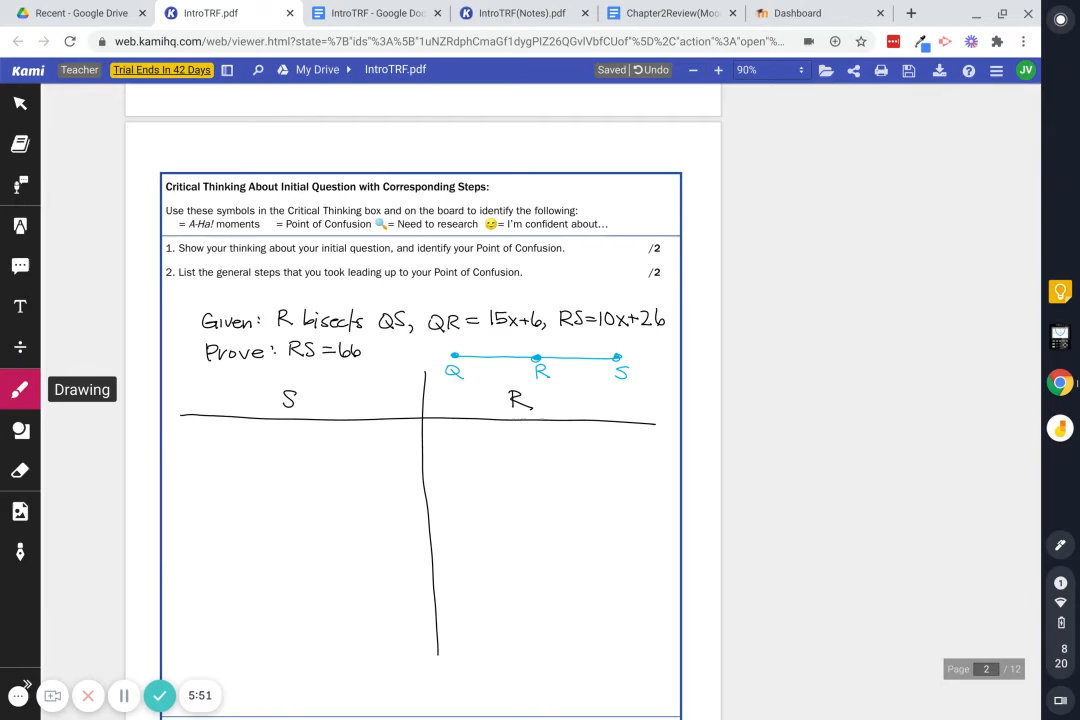 Recent - Google Drive
IntroTRF.pdf
IntroTRF - Google Doc
IntroTRF(Notes).pdf
Chapter2Review(Moo
Dashboard
web.kamihq.com/web/viewer.html?state=%7B"ids"%3A%5B"1uNZRdphCmaGf1dygPIZ26QGvlVbfCUof"%5D%2C"action"%3A"open"%...
Kami Teacher Trial Ends In 42 Days My Drive IntroTRF.pdf Saved Undo 90% JV
Critical Thinking About Initial Question with Corresponding Steps:
Use these symbols in the Critical Thinking box and on the board to identify the following:
= A-Ha! moments = Point of Confusion 🔍= Need to research 😅= I'm confident about...
1. Show your thinking about your initial question, and identify your Point of Confusion. /2
2. List the general steps that you took leading up to your Point of Confusion. /2
Given: R bisects QS, QR = 15x+6, RS=10x+26
Prove: RS = 66
Q R S
Drawing
S R
Page 2 / 12
5:51
1
8
20